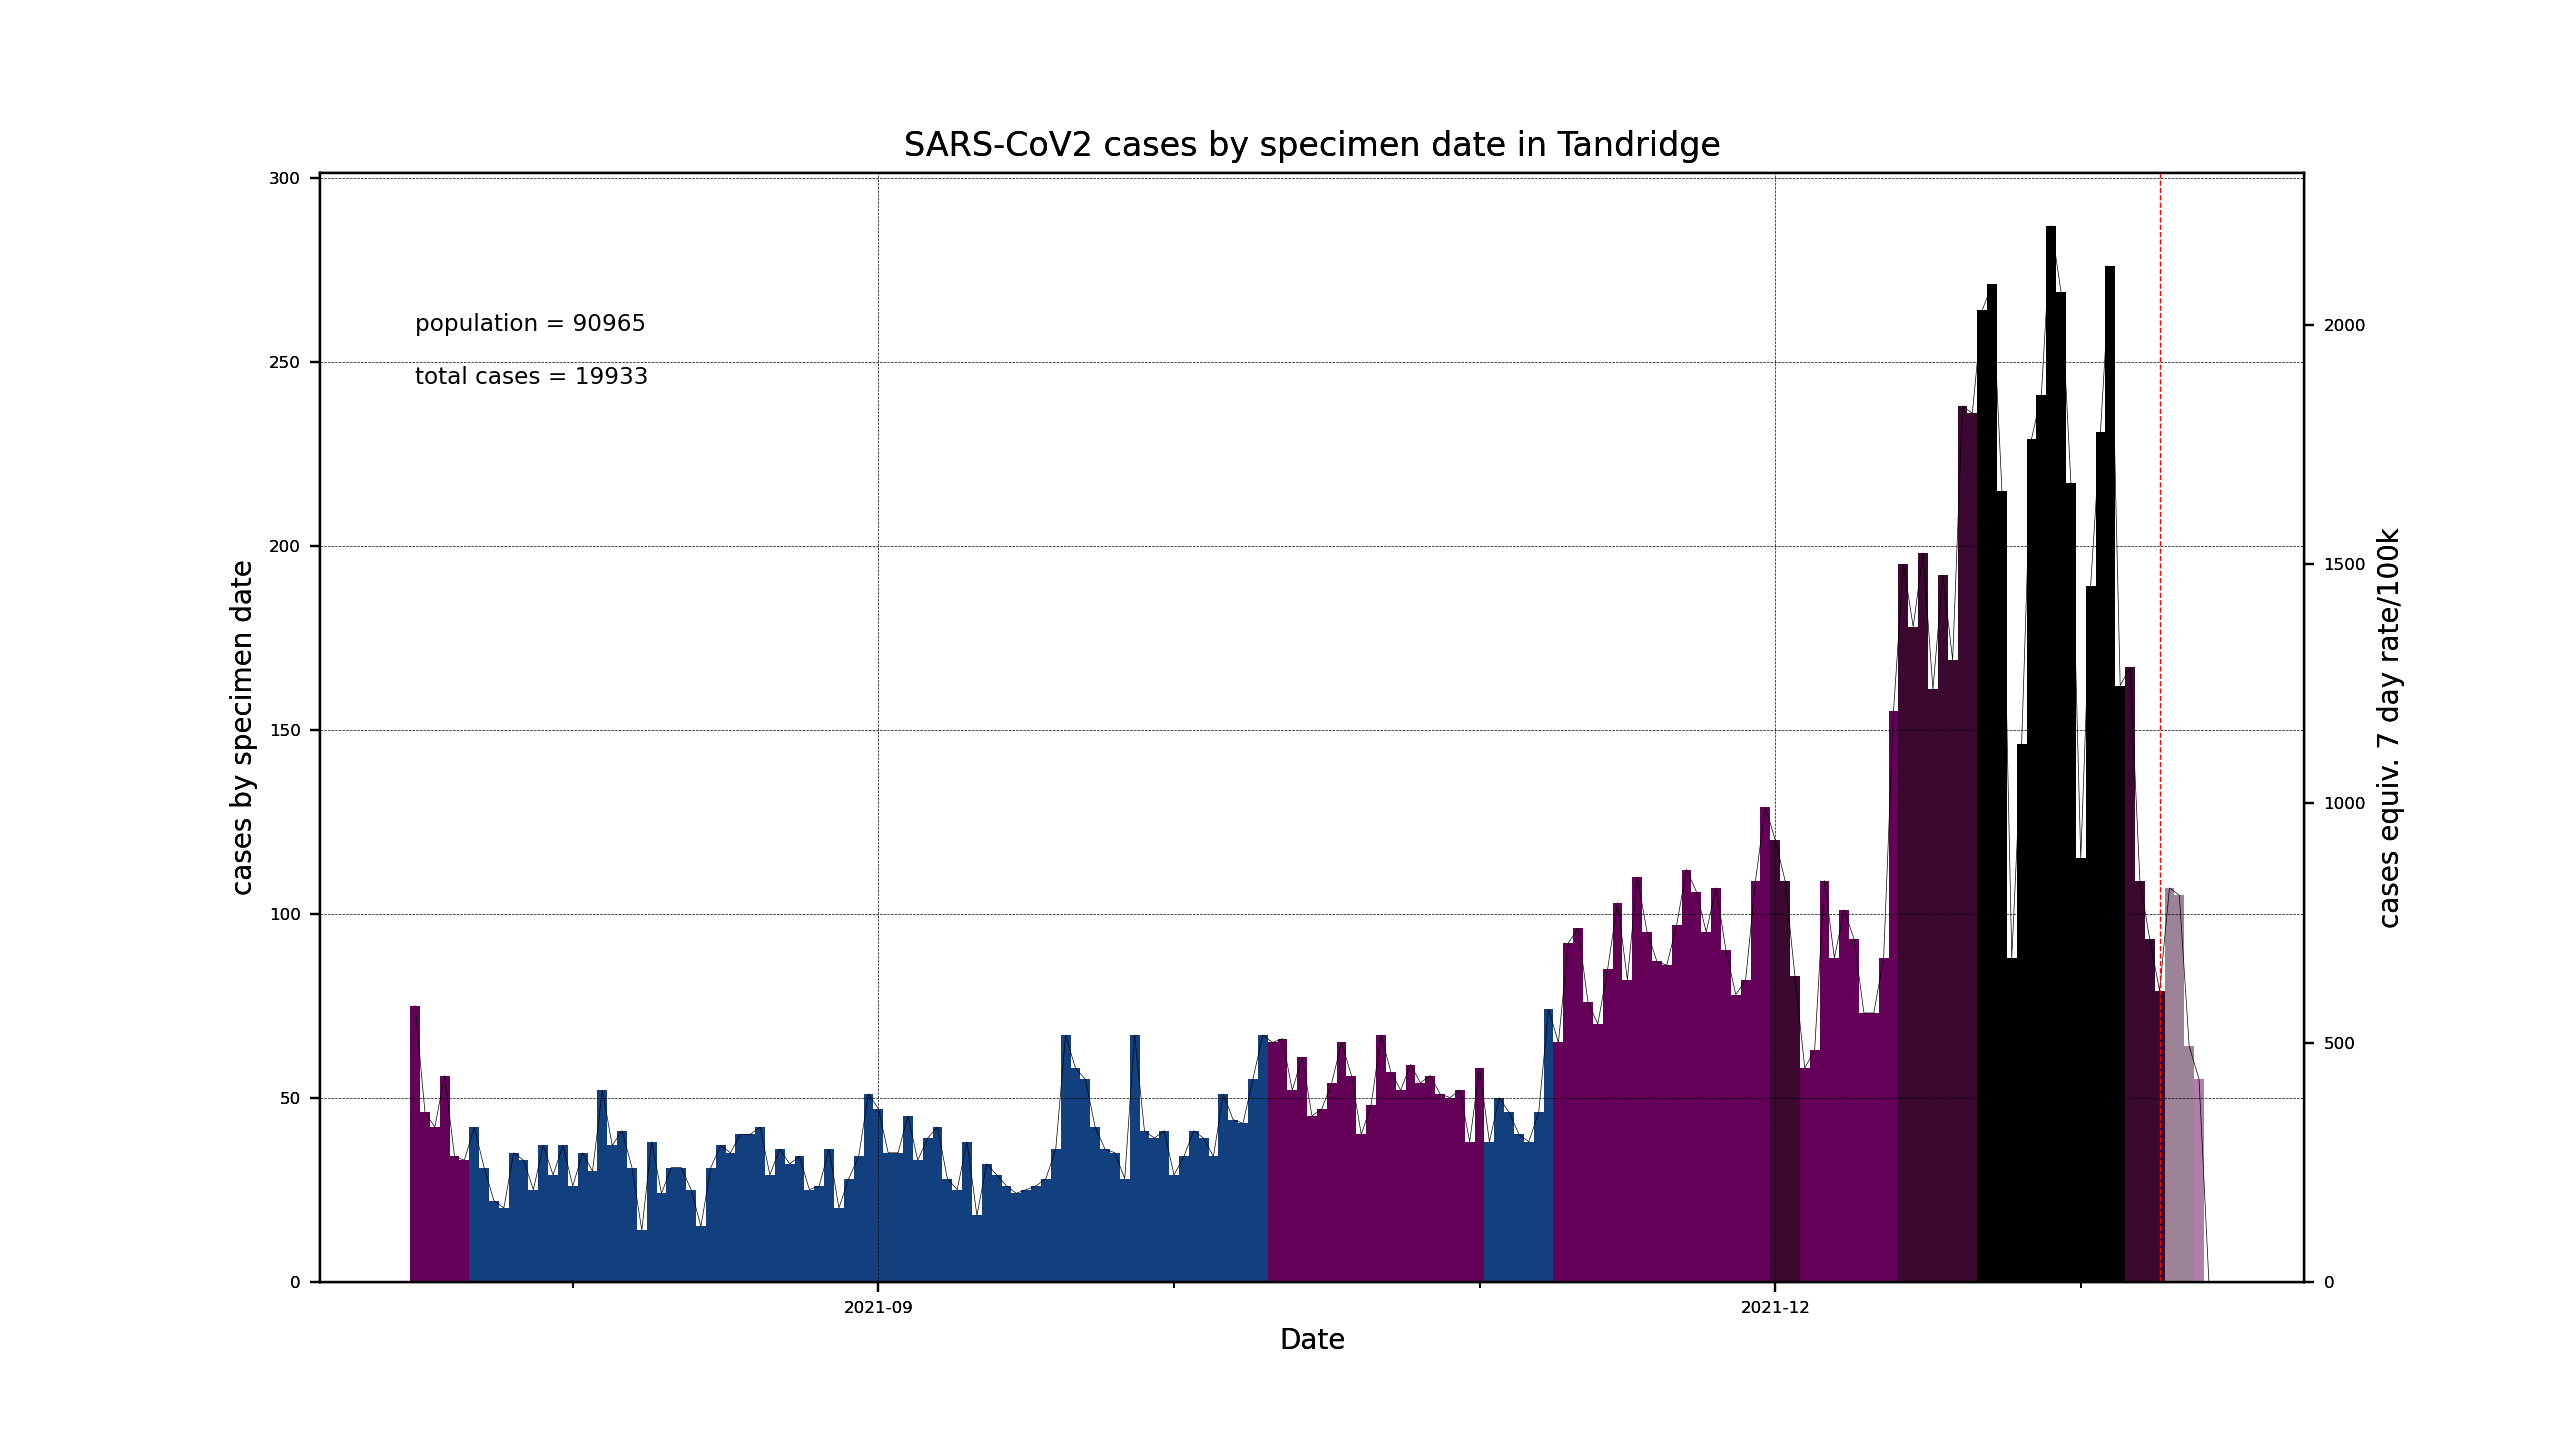 SARS-CoV2 cases by specimen date in Tandridge
300
250
200
150
100
50
0
cases by specimen date
population = 90965
total cases = 19933
2000
1500
1000
500
0
cases equiv. 7 day rate/100k
2021-09
2021-12
Date